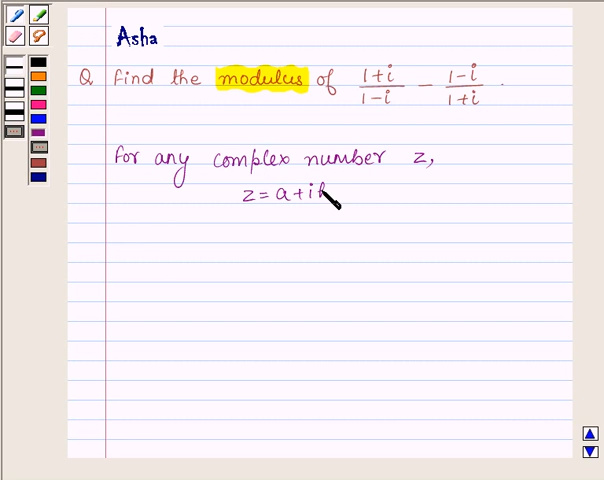 Asha
Q Find the modulus of (1+i)/(1-i) - (1-i)/(1+i).
For any complex number z,
z = a+i